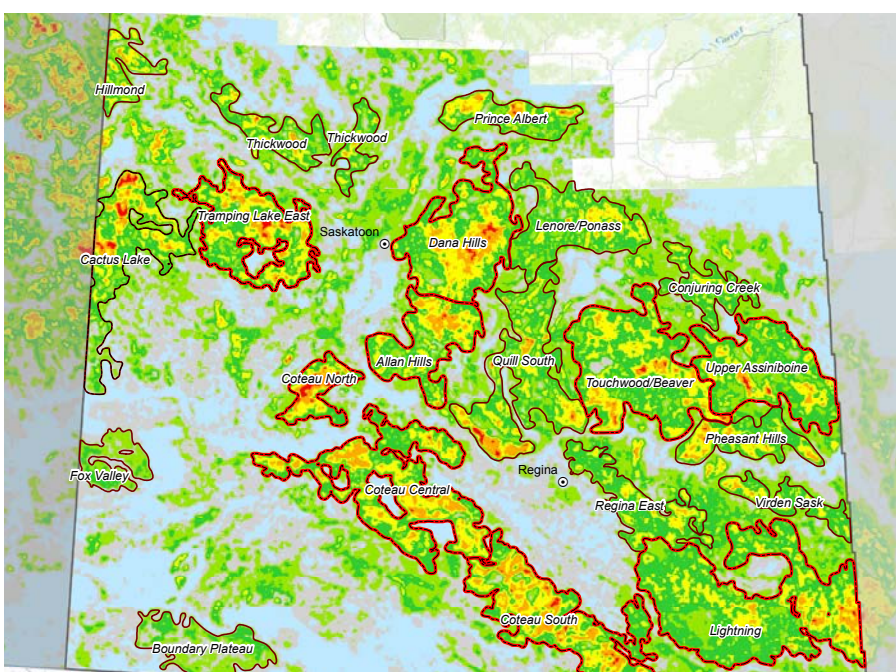 Carrot
Hillmond
Prince Albert
Thickwood
Thickwood
Tramping Lake East
Saskatoon
Lenore/Ponass
Dana Hills
Cactus Lake
Conjuring Creek
Allan Hills
Quill South
Upper Assiniboine
Coteau North
Touchwood/Beaver
Pheasant Hills
Fox Valley
Regina
Coteau Central
Virden Sask
Regina East
Coteau South
Lightning
Boundary Plateau